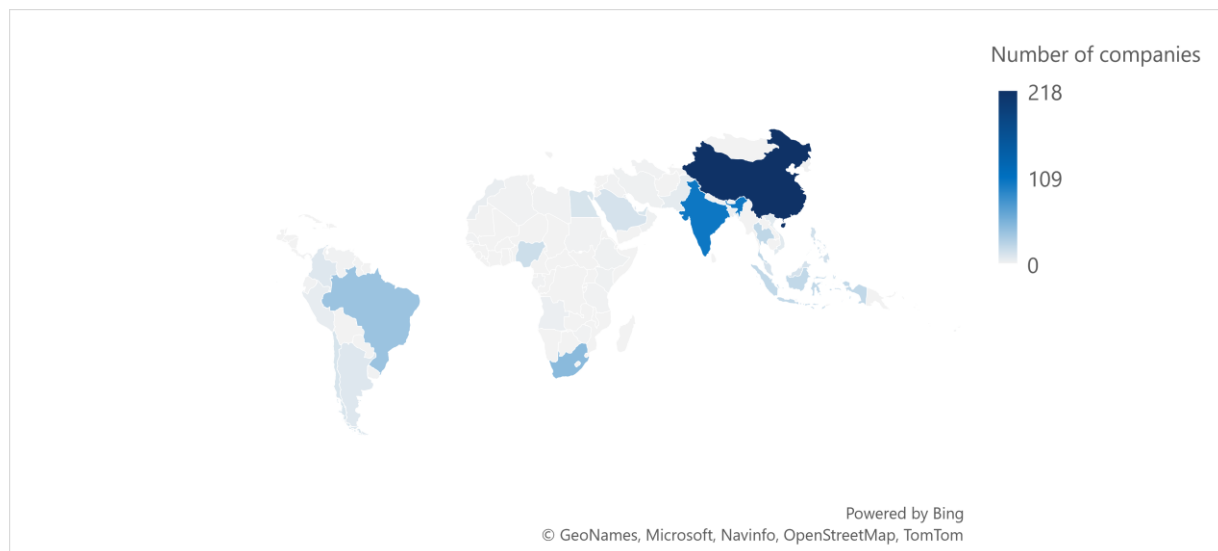 Number of companies
218
109
0
Powered by Bing
© GeoNames, Microsoft, Navinfo, OpenStreetMap, TomTom